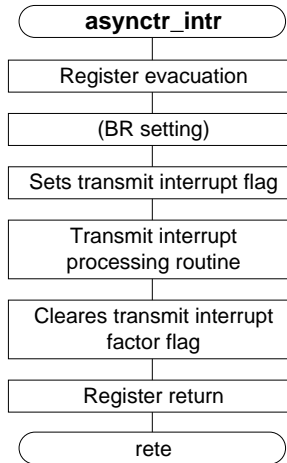 asynctr_intr
Register evacuation
(BR setting)
Sets transmit interrupt flag
Transmit interrupt
processing routine
Cleares transmit interrupt
factor flag
Register return
rete